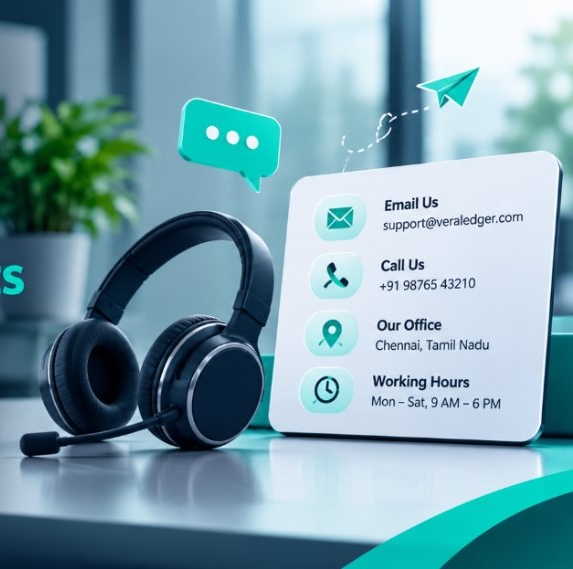 ts
Email Us
support@veraledger.com
Call Us
+91 98765 43210
Our Office
Chennai, Tamil Nadu
Working Hours
Mon – Sat, 9 AM – 6 PM